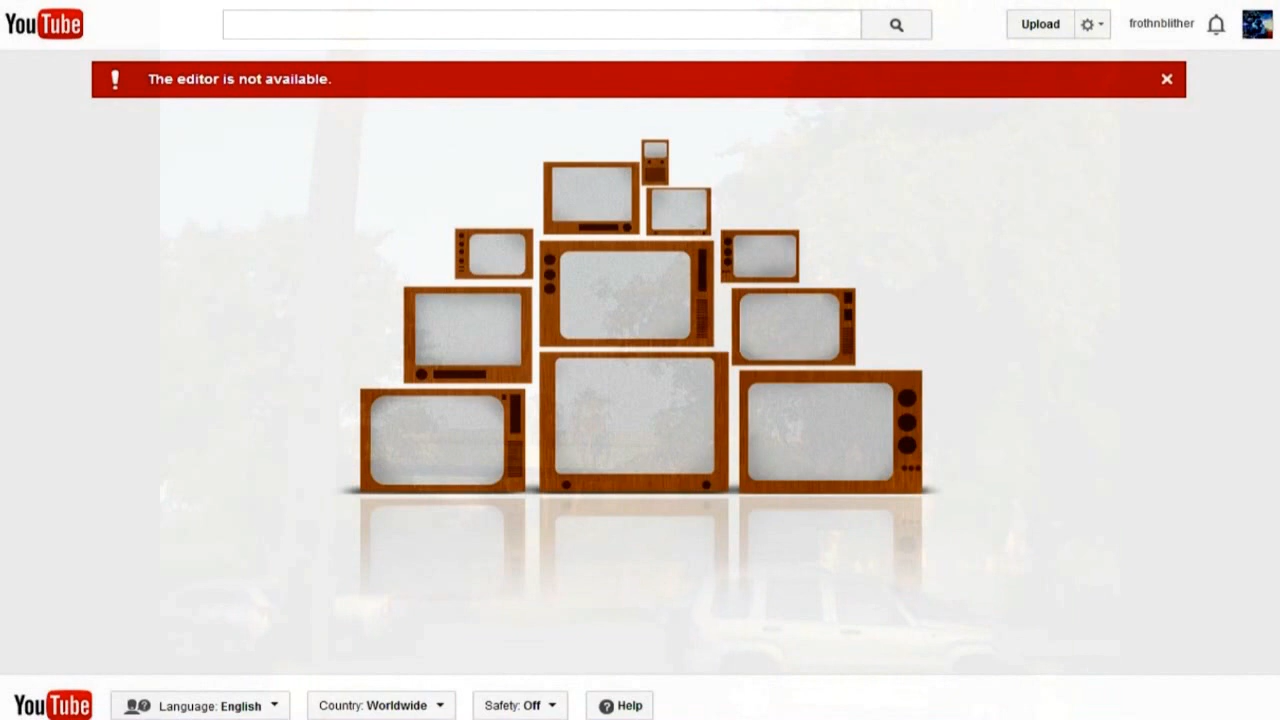 YouTube
Upload
frothnblither
The editor is not available.
YouTube
Language: English
Country: Worldwide
Safety: Off
Help